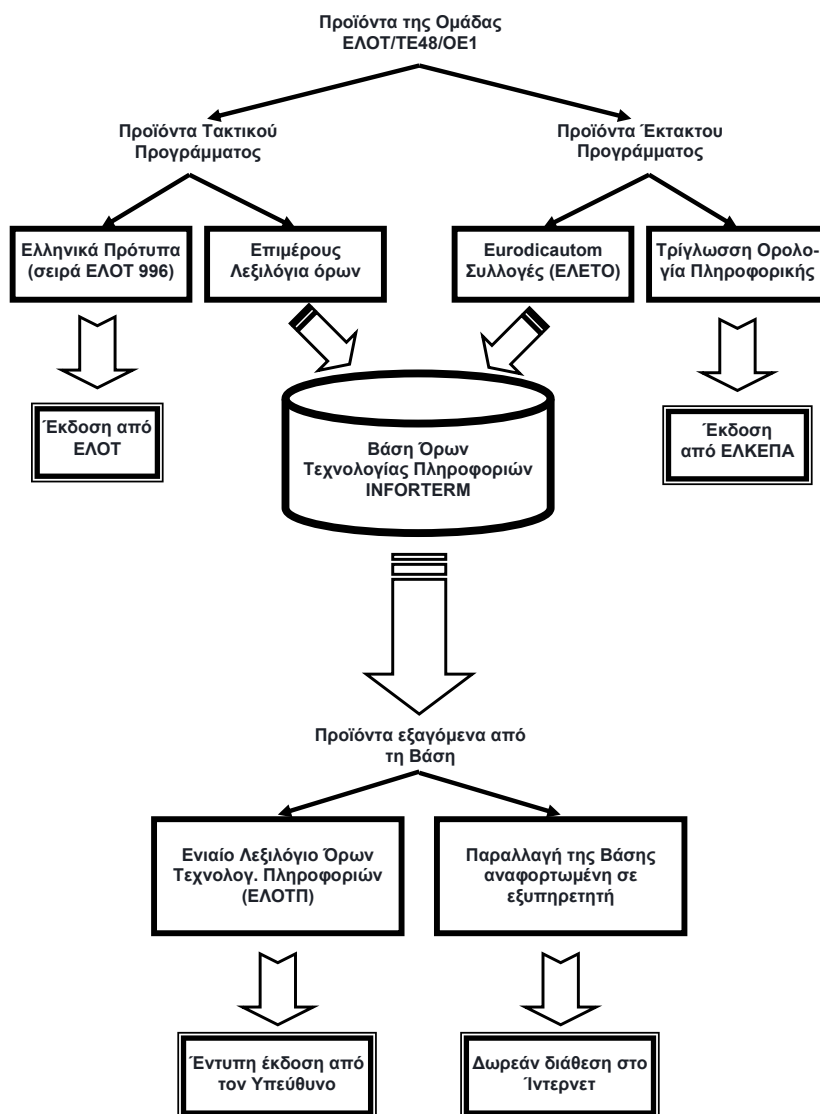 Προϊόντα της Ομάδας
ΕΛΟΤ/ΤΕ48/ΟΕ1
Προϊόντα Τακτικού
Προγράμματος
Προϊόντα Έκτακτου
Προγράμματος
Ελληνικά Πρότυπα
(σειρά ΕΛΟΤ 996)
Επιμέρους
Λεξιλόγια όρων
Eurodicautom
Συλλογές (ΕΛΕΤΟ)
Τρίγλωσση Ορολο-
γία Πληροφορικής
Έκδοση από
ΕΛΟΤ
Βάση Όρων
Τεχνολογίας Πληροφοριών
INFORTERM
Έκδοση
από ΕΛΚΕΠΑ
Προϊόντα εξαγόμενα από
τη Βάση
Ενιαίο Λεξιλόγιο Όρων
Τεχνολογ. Πληροφοριών
(ΕΛΟΤΠ)
Παραλλαγή της Βάσης
αναφορτωμένη σε
εξυπηρετητή
Έντυπη έκδοση από
τον Υπεύθυνο
Δωρεάν διάθεση στο
Ίντερνετ